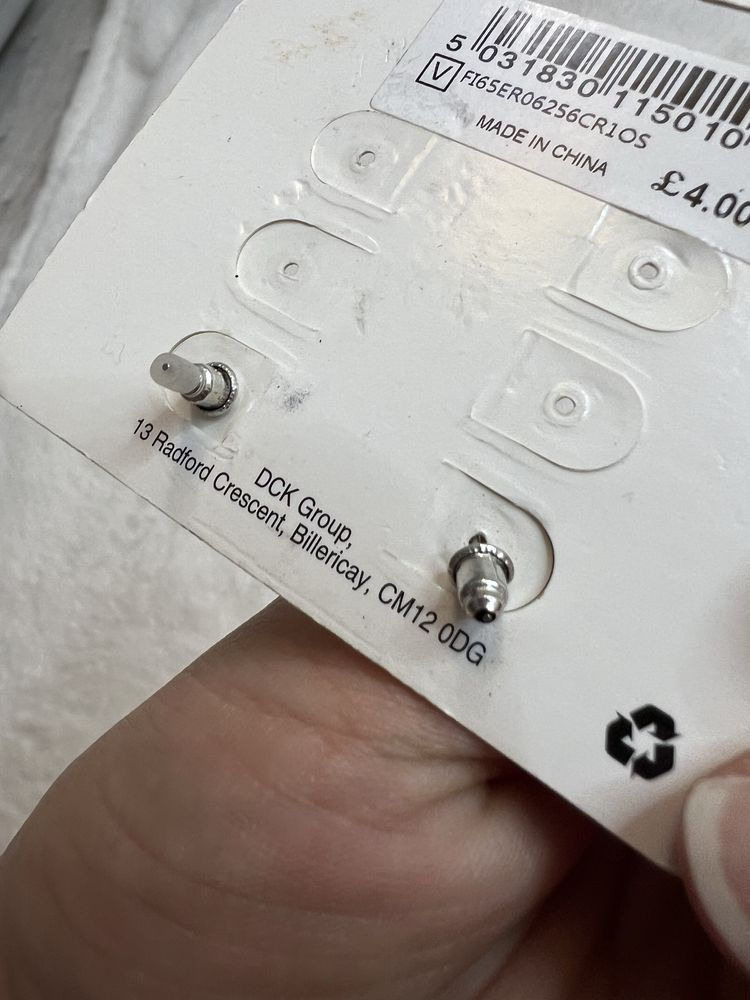 5 031830 115010
V FI65ER06256CR1OS
MADE IN CHINA
£4.00
DCK Group,
13 Radford Crescent, Billericay, CM12 0DG